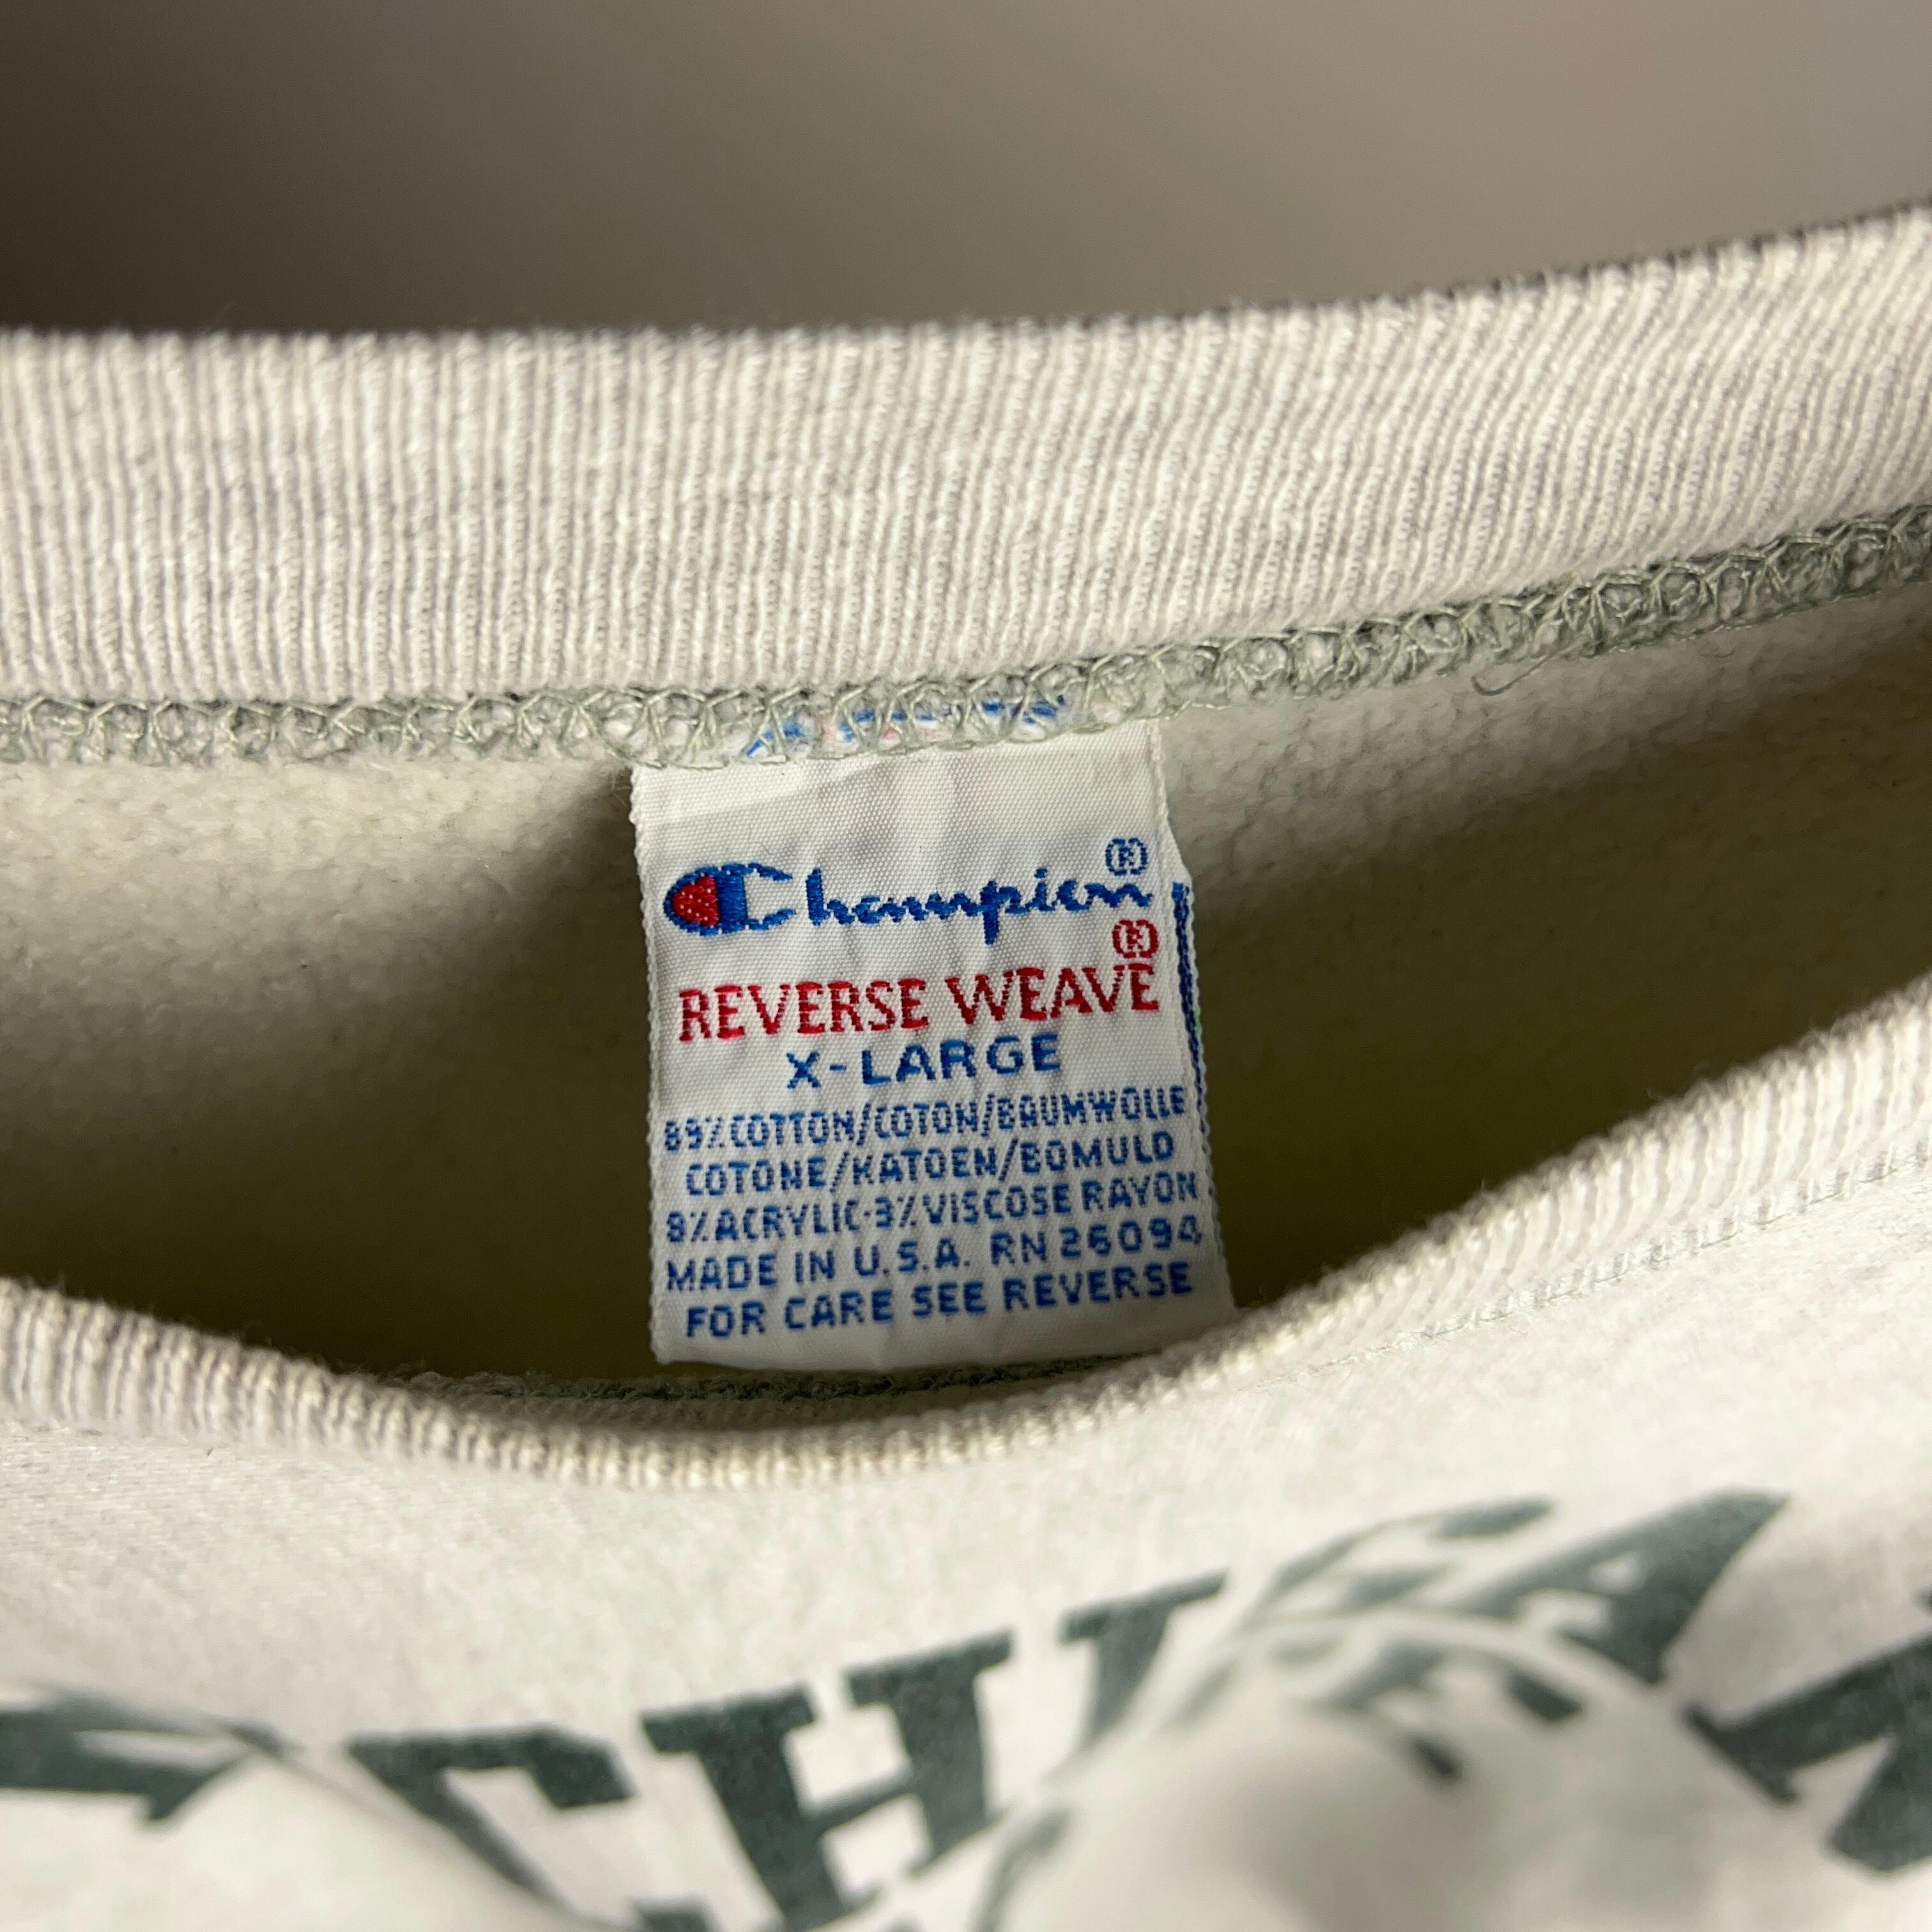 Champion®
REVERSE WEAVE®
X-LARGE
89% COTTON/COTON/BAUMWOLLE
COTONE/KATOEN/BOMULD
8% ACRYLIC·3% VISCOSE RAYON
MADE IN U.S.A. RN 26094
FOR CARE SEE REVERSE